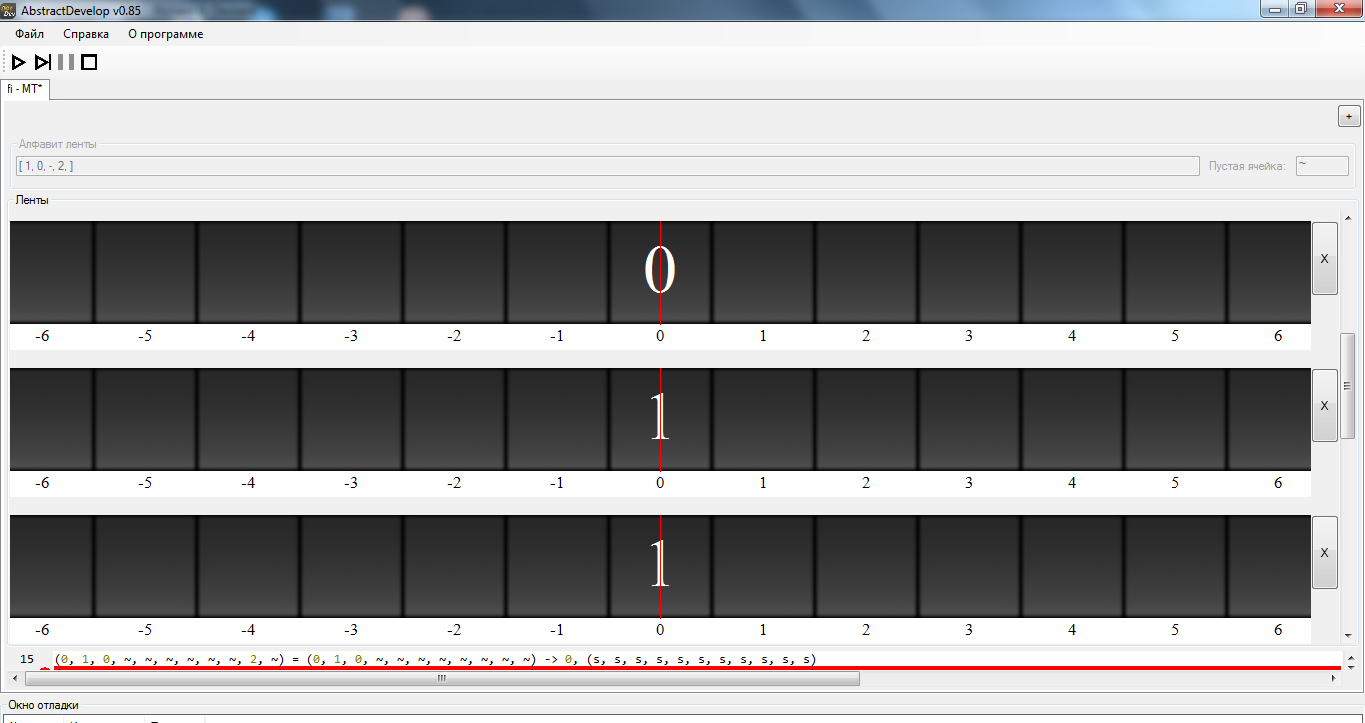 AbstractDevelop v0.85
Файл Справка О программе
fi - MT*
+
Алфавит ленты
[ 1, 0, -, 2, ] Пустая ячейка: ~
Ленты
0
X
-6 -5 -4 -3 -2 -1 0 1 2 3 4 5 6
1
X
-6 -5 -4 -3 -2 -1 0 1 2 3 4 5 6
1
X
-6 -5 -4 -3 -2 -1 0 1 2 3 4 5 6
15 (0, 1, 0, ~, ~, ~, ~, ~, ~, 2, ~) = (0, 1, 0, ~, ~, ~, ~, ~, ~, ~, ~) -> 0, (s, s, s, s, s, s, s, s, s, s, s)
Окно отладки